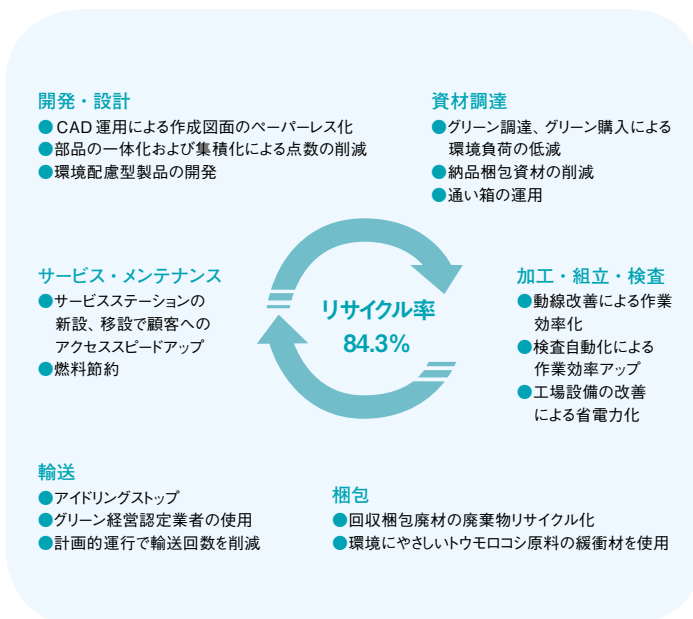 開発・設計
●CAD運用による作成図面のペーパーレス化
●部品の一体化および集積化による点数の削減
●環境配慮型製品の開発
資材調達
●グリーン調達、グリーン購入による
環境負荷の低減
●納品梱包資材の削減
●通い箱の運用
サービス・メンテナンス
●サービスステーションの
新設、移設で顧客への
アクセススピードアップ
●燃料節約
リサイクル率
84.3%
加工・組立・検査
●動線改善による作業
効率化
●検査自動化による
作業効率アップ
●工場設備の改善
による省電力化
輸送
●アイドリングストップ
●グリーン経営認定業者の使用
●計画的運行で輸送回数を削減
梱包
●回収梱包廃材の廃棄物リサイクル化
●環境にやさしいトウモロコシ原料の緩衝材を使用